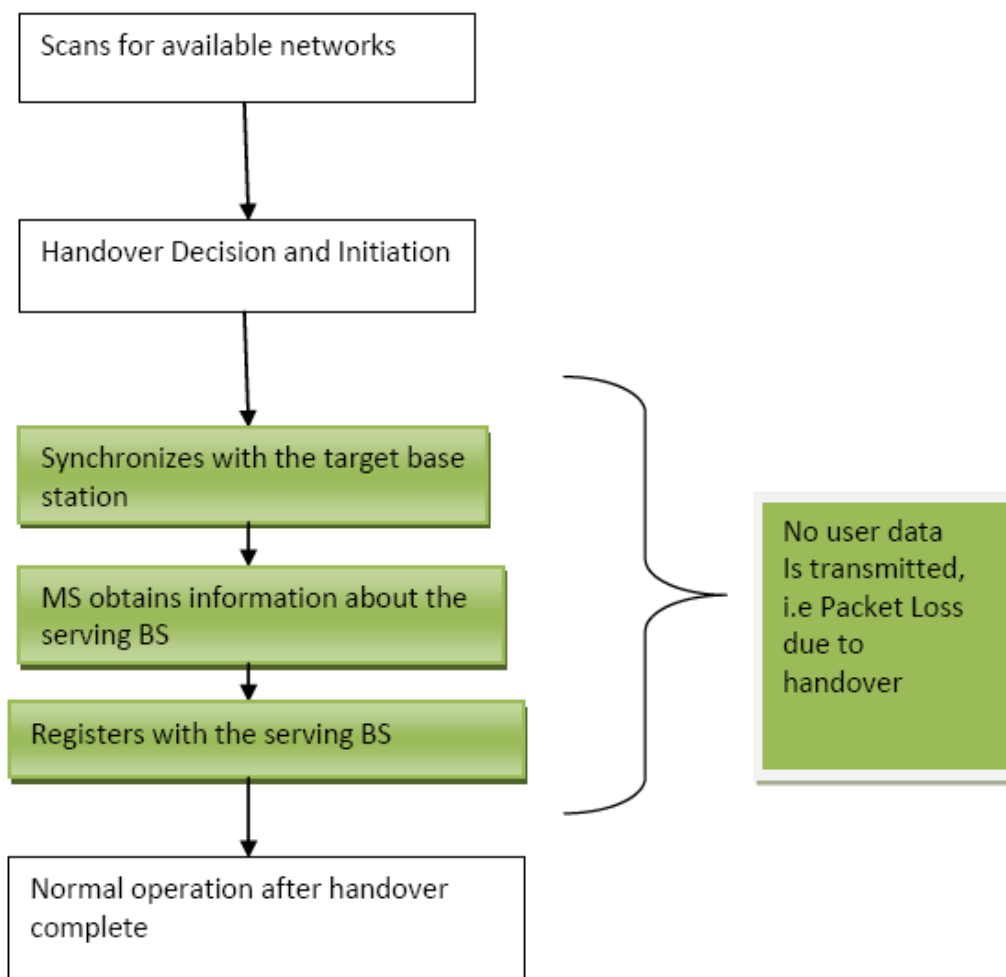 Scans for available networks
Handover Decision and Initiation
Synchronizes with the target base
station
MS obtains information about the
serving BS
Registers with the serving BS
Normal operation after handover
complete
No user data
Is transmitted,
i.e Packet Loss
due to
handover